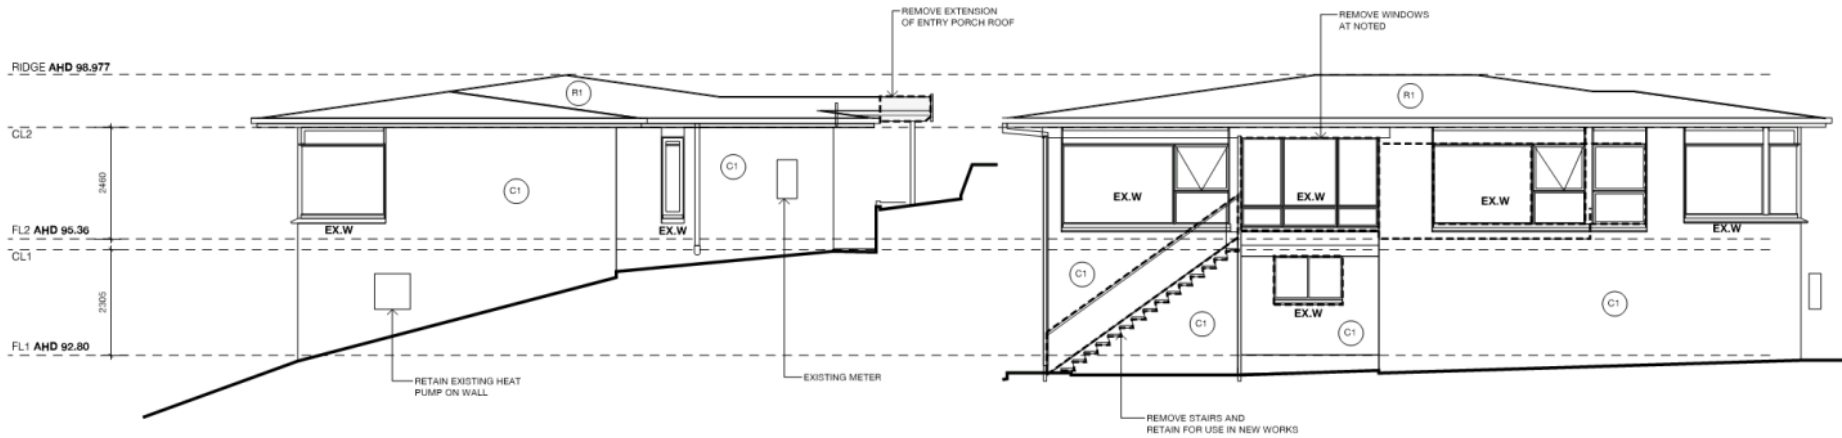 REMOVE EXTENSION
OF ENTRY PORCH ROOF
REMOVE WINDOWS
AT NOTED
RIDGE AHD 98.977
R1
R1
CL2
2460
C1
C1
EX.W
EX.W
EX.W
EX.W
EX.W
EX.W
FL2 AHD 95.36
CL1
C1
2305
C1
C1
EX.W
C1
FL1 AHD 92.80
RETAIN EXISTING HEAT
PUMP ON WALL
EXISTING METER
REMOVE STAIRS AND
RETAIN FOR USE IN NEW WORKS